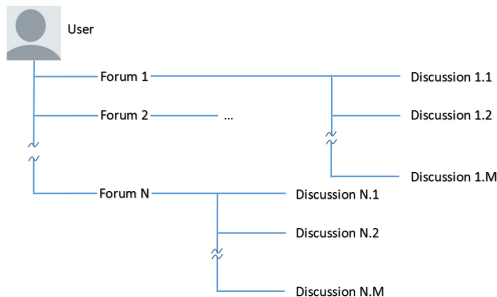 User
Forum 1
Discussion 1.1
Forum 2
...
Discussion 1.2
Discussion 1.M
Forum N
Discussion N.1
Discussion N.2
Discussion N.M